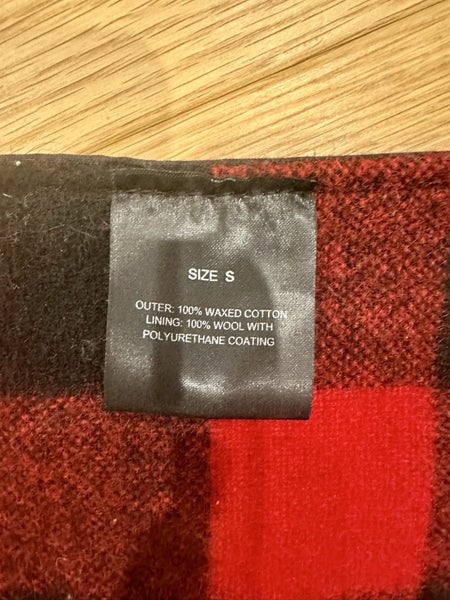 SIZE S
OUTER: 100% WAXED COTTON
LINING: 100% WOOL WITH
POLYURETHANE COATING